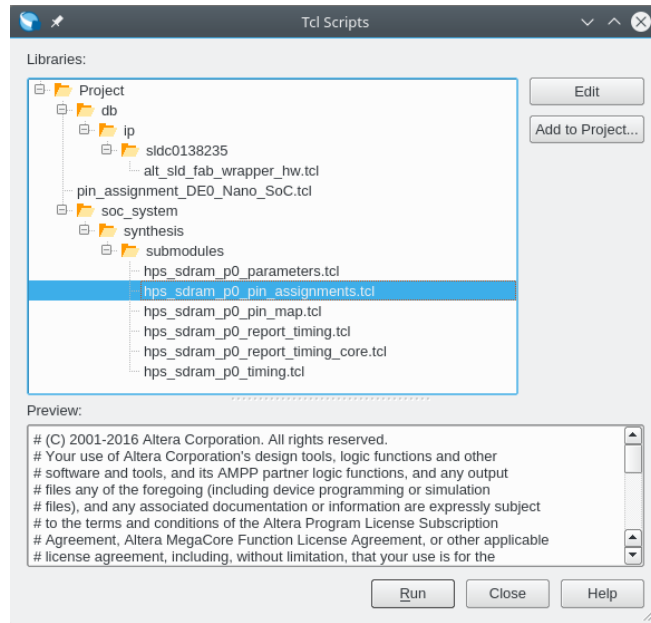 Tcl Scripts
Libraries:
Project
db
ip
sldc0138235
alt_sld_fab_wrapper_hw.tcl
pin_assignment_DE0_Nano_SoC.tcl
soc_system
synthesis
submodules
hps_sdram_p0_parameters.tcl
hps_sdram_p0_pin_assignments.tcl
hps_sdram_p0_pin_map.tcl
hps_sdram_p0_report_timing.tcl
hps_sdram_p0_report_timing_core.tcl
hps_sdram_p0_timing.tcl
Edit
Add to Project...
Preview:
# (C) 2001-2016 Altera Corporation. All rights reserved.
# Your use of Altera Corporation's design tools, logic functions and other
# software and tools, and its AMPP partner logic functions, and any output
# files any of the foregoing (including device programming or simulation
# files), and any associated documentation or information are expressly subject
# to the terms and conditions of the Altera Program License Subscription
# Agreement, Altera MegaCore Function License Agreement, or other applicable
# license agreement, including, without limitation, that your use is for the
Run
Close
Help